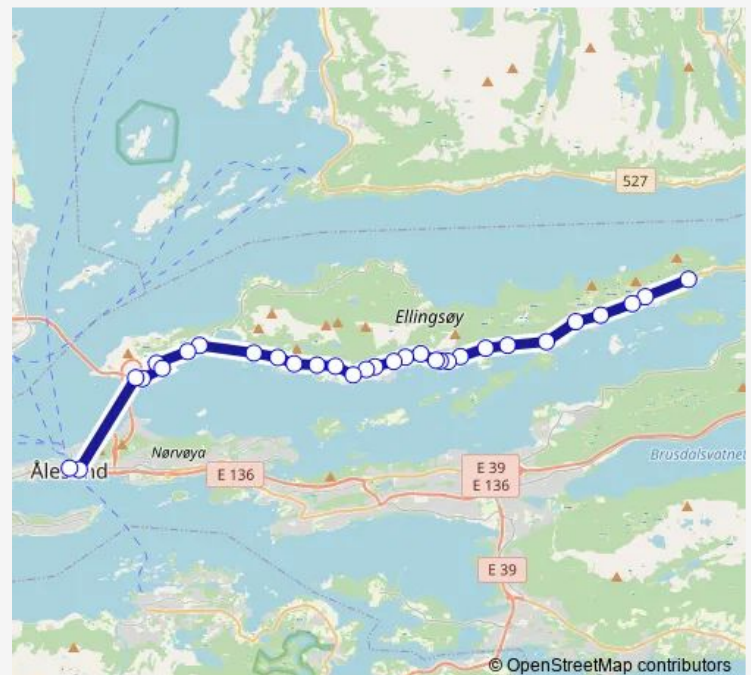 527
Ellingsøy
Nørvøya
E 136
E 39
E 136
Brusdalsvatnet
E 39
© OpenStreetMap contributors